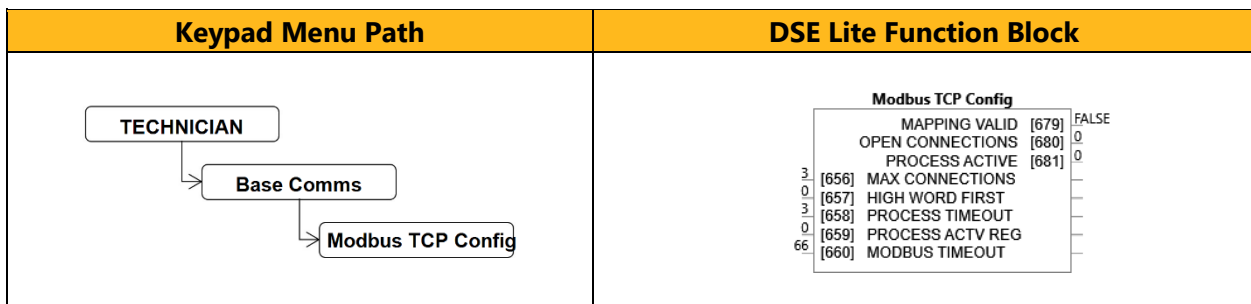 Keypad Menu Path
DSE Lite Function Block
TECHNICIAN
Base Comms
Modbus TCP Config
Modbus TCP Config
MAPPING VALID [679] FALSE
OPEN CONNECTIONS [680] 0
PROCESS ACTIVE [681] 0
3 [656] MAX CONNECTIONS
0 [657] HIGH WORD FIRST
3 [658] PROCESS TIMEOUT
0 [659] PROCESS ACTV REG
66 [660] MODBUS TIMEOUT